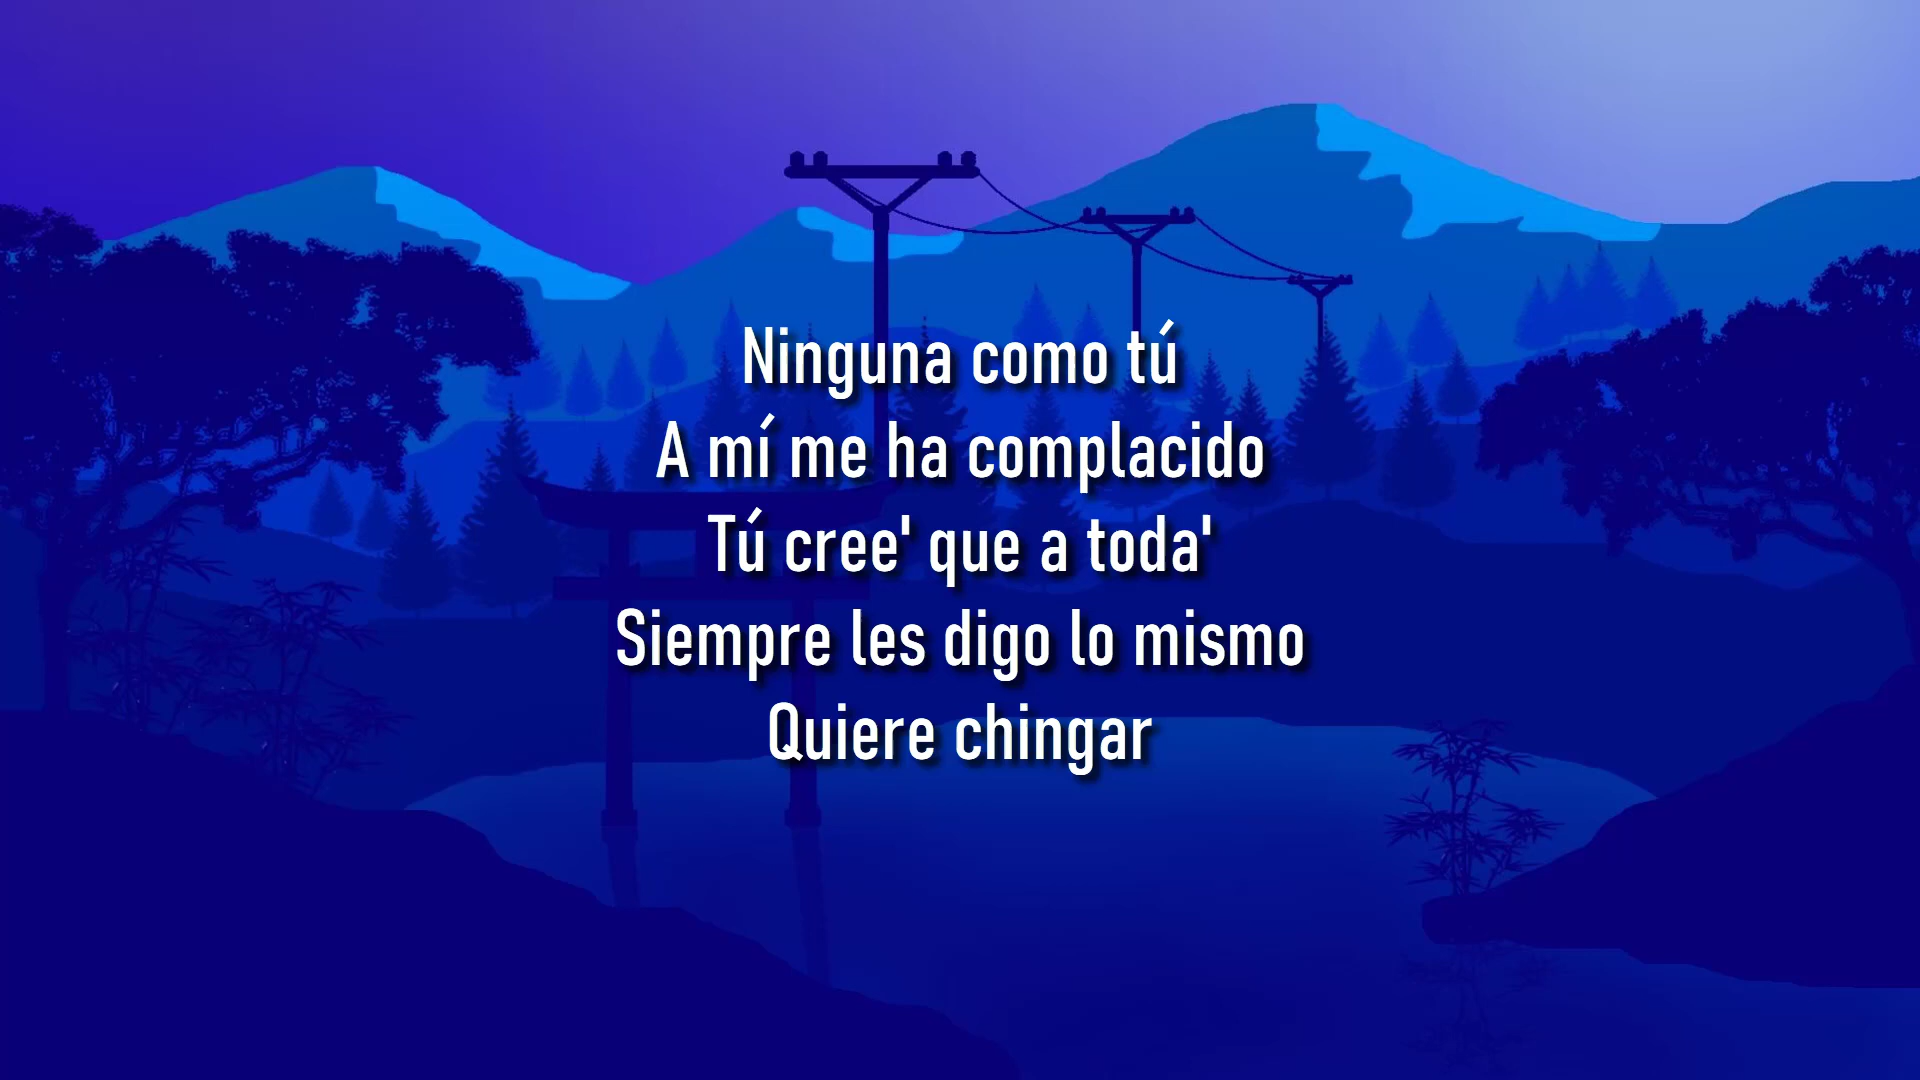 Ninguna como tú
A mí me ha complacido
Tú cree' que a toda'
Siempre les digo lo mismo
Quiere chingar